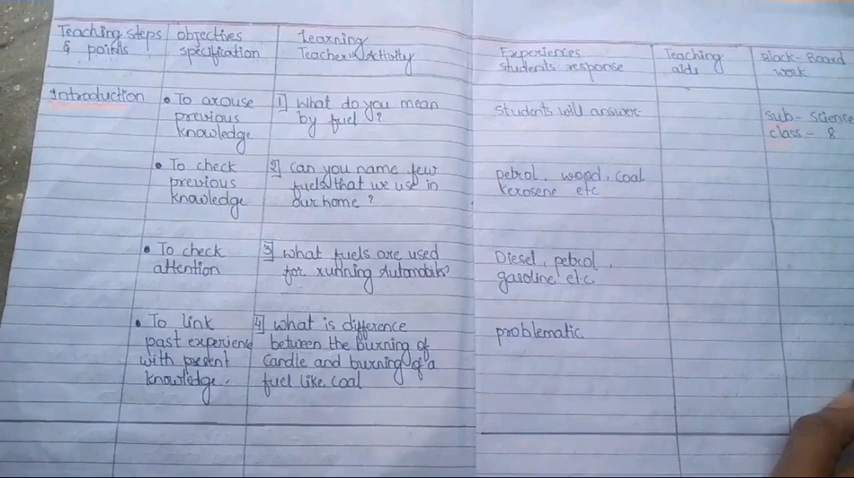 Teaching steps
& points
objectives
specification
Learning
Teacher Activity
Experiences
students response
Teaching
aids
Black-Board
work
Introduction
• To arouse
previous
knowledge
1] What do you mean
by fuel?
Students will answer
Sub- Science
class - 8
• To check
previous
knowledge
2] Can you name few
fuels that we use in
our home?
petrol, wood, coal
kerosene etc
• To check
attention
3] what fuels are used
for running
Diesel, petrol,
gasoline etc.
• To link
past experience
with present
knowledge.
4] what is difference
between the burning of
candle and burning of a
fuel like coal
problematic